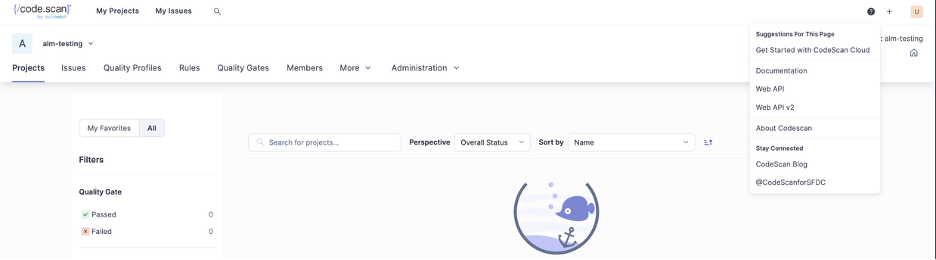 {/code.scan} My Projects My Issues ? + U
by autorabit
A alm-testing
: alm-testing
Projects Issues Quality Profiles Rules Quality Gates Members More Administration
Suggestions For This Page
Get Started with CodeScan Cloud
Documentation
Web API
Web API v2
About Codescan
Stay Connected
CodeScan Blog
@CodeScanforSFDC
My Favorites All
Filters
Quality Gate
Passed 0
Failed 0
Search for projects... Perspective Overall Status Sort by Name